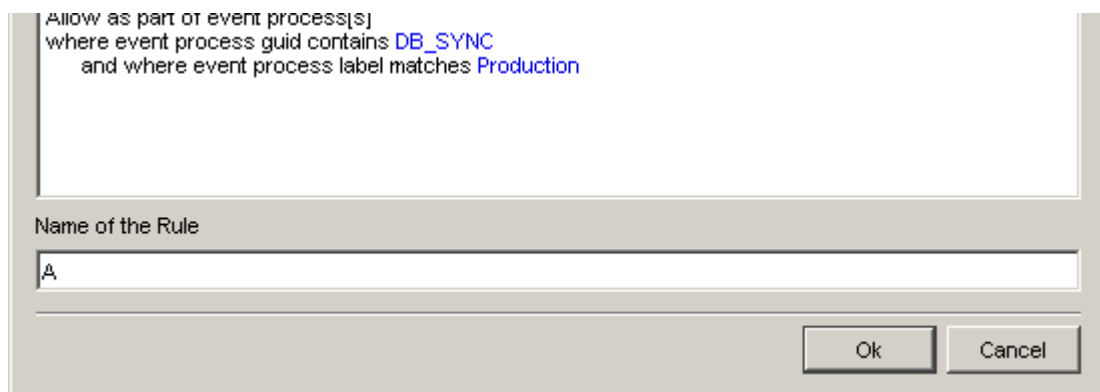 Allow as part of event process[s]
where event process guid contains DB_SYNC
and where event process label matches Production
Name of the Rule
A
Ok
Cancel